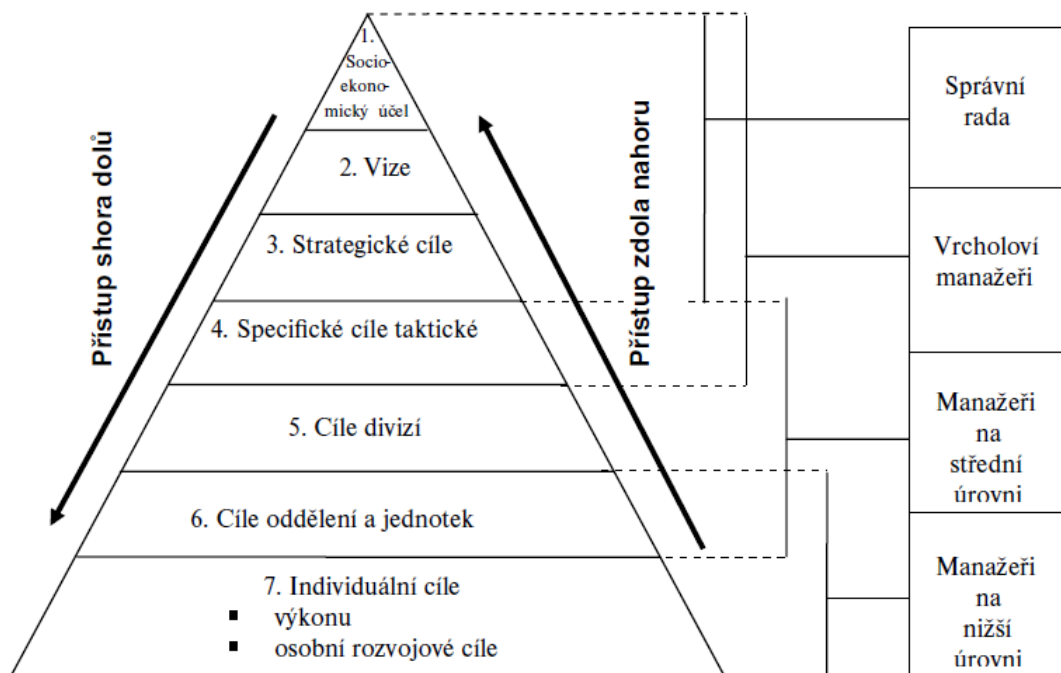 1.
Socio-
ekono-
mický účel
2. Vize
3. Strategické cíle
4. Specifické cíle taktické
5. Cíle divizí
6. Cíle oddělení a jednotek
7. Individuální cíle
▪ výkonu
▪ osobní rozvojové cíle
Přístup shora dolů
Přístup zdola nahoru
Správní
rada
Vrcholoví
manažeři
Manažeři
na
střední
úrovni
Manažeři
na
nižší
úrovni